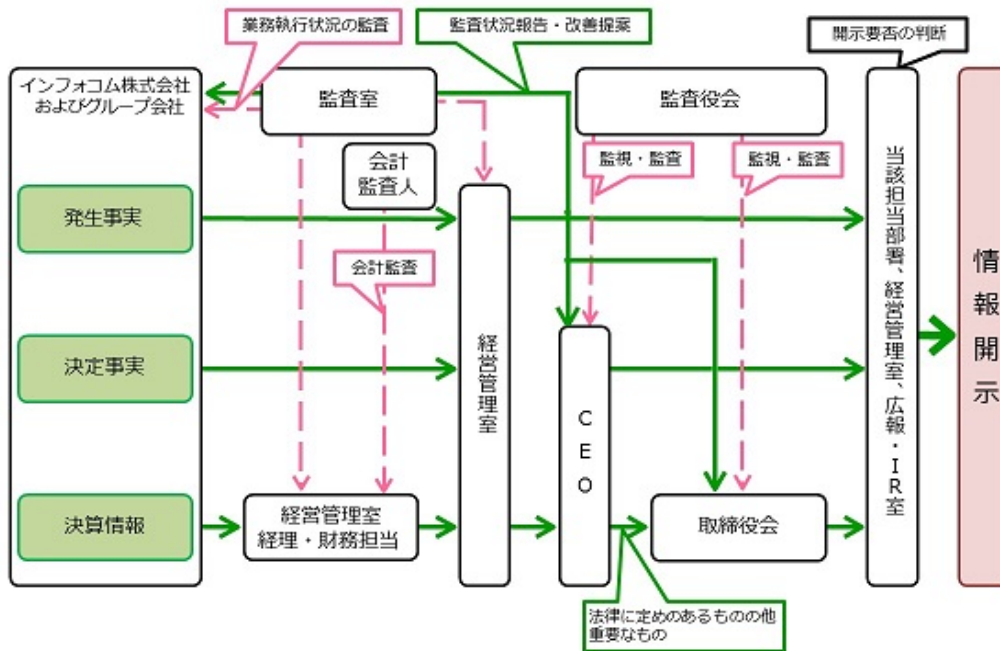 業務執行状況の監査
監査状況報告・改善提案
開示要否の判断
インフォコム株式会社
およびグループ会社
監査室
監査役会
会計
監査人
監視・監査
監視・監査
発生事実
会計監査
決定事実
経営管理室
CEO
当該担当部署、経営管理室、広報・IR室
情報開示
決算情報
経営管理室
経理・財務担当
取締役会
法律に定めのあるものの他
重要なもの